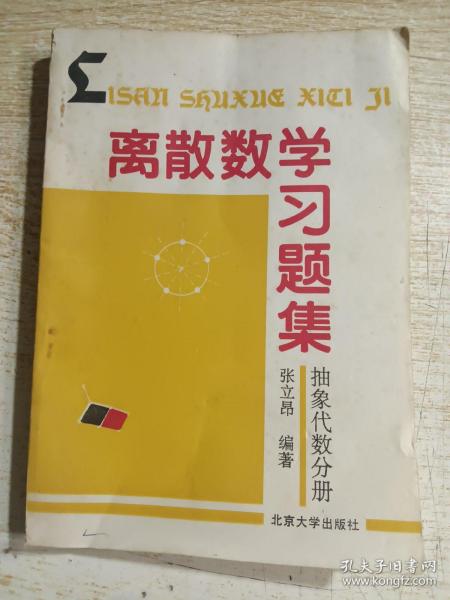 LISAN SHUXUE XITI JI
离散数学习题集
抽象代数分册
张立昂 编著
北京大学出版社
孔夫子旧书网
www.kongfz.com